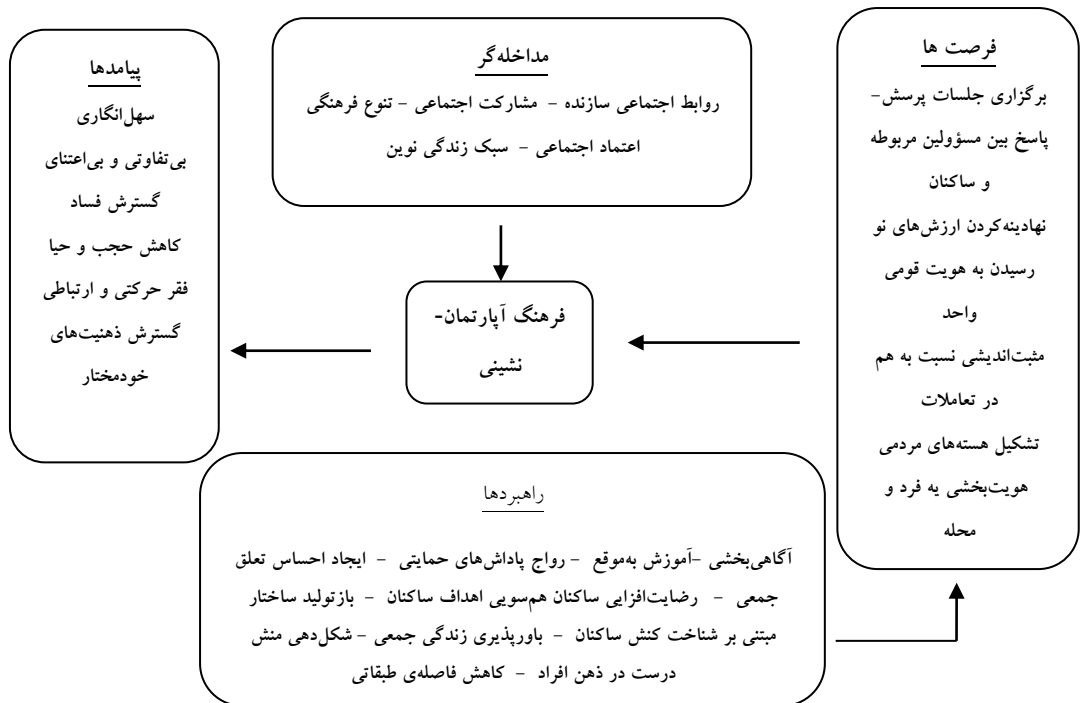 فرصت ها
برگزاری جلسات پرسش-
پاسخ بین مسؤولین مربوطه
و ساکنان
نهادینه‌کردن ارزش‌های نو
رسیدن به هویت قومی
واحد
مثبت‌اندیشی نسبت به هم
در تعاملات
تشکیل هسته‌های مردمی
هویت‌بخشی یه فرد و
محله
مداخله‌گر
روابط اجتماعی سازنده - مشارکت اجتماعی - تنوع فرهنگی
اعتماد اجتماعی - سبک زندگی نوین
فرهنگ آپارتمان-
نشینی
پیامدها
سهل‌انگاری
بی‌تفاوتی و بی‌اعتنای
گسترش فساد
کاهش حجب و حیا
فقر حرکتی و ارتباطی
گسترش ذهنیت‌های
خودمختار
راهبردها
آگاهی‌بخشی -آموزش به‌موقع - رواج پاداش‌های حمایتی - ایجاد احساس تعلق
جمعی - رضایت‌افزایی ساکنان هم‌سویی اهداف ساکنان - بازتولید ساختار
مبتنی بر شناخت کنش ساکنان - باورپذیری زندگی جمعی - شکل‌دهی منش
درست در ذهن افراد - کاهش فاصله‌ی طبقاتی